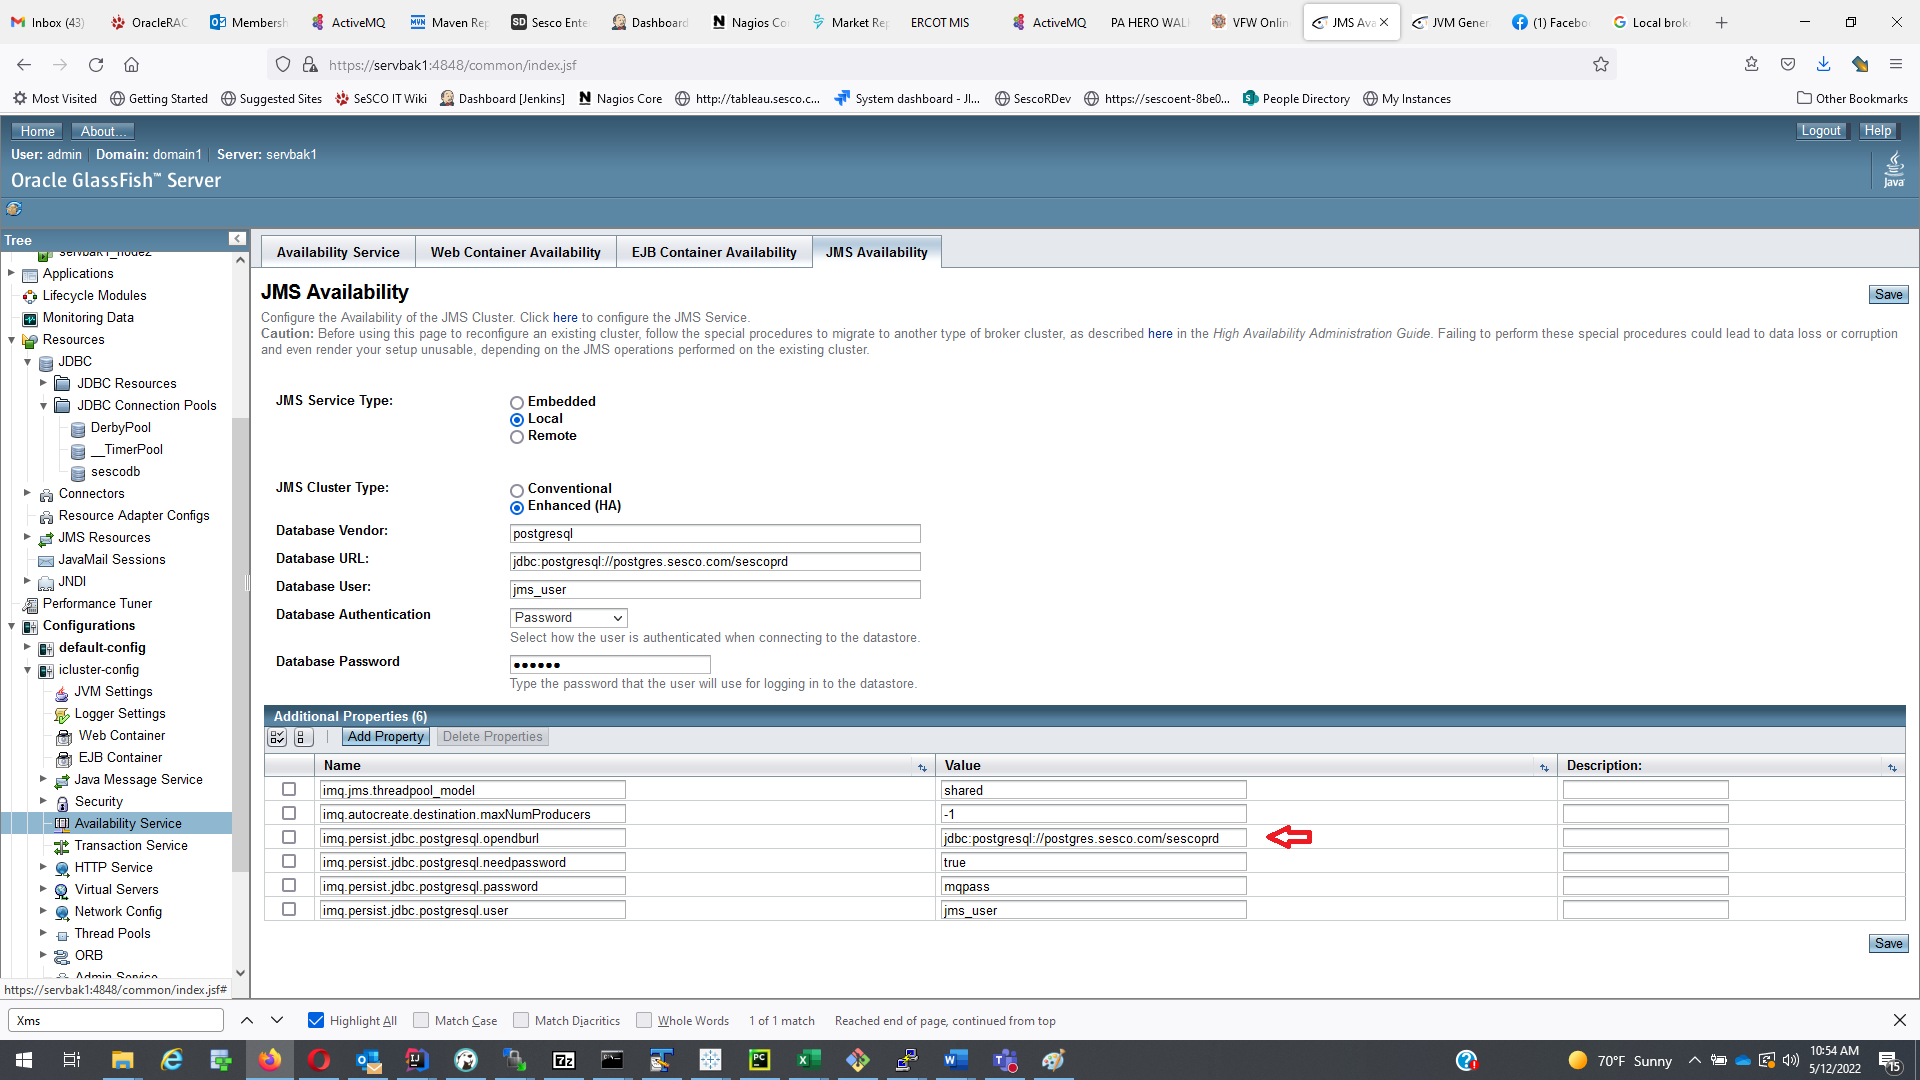 Inbox (43)
OracleRAC
Members
ActiveMQ
Maven Rep
Sesco Ente
Dashboard
Nagios Co
Market Rep
ERCOT MIS
ActiveMQ
PA HERO WAL
VFW Onlin
JMS Ava
JVM Gener
(1) Facebo
Local brok
https://servbak1:4848/common/index.jsf
Most Visited
Getting Started
Suggested Sites
SeSCO IT Wiki
Dashboard [Jenkins]
Nagios Core
http://tableau.sesco.c...
System dashboard - JI...
SescoRDev
https://sescoent-8be0...
People Directory
My Instances
Other Bookmarks
Home
About...
Logout
Help
User: admin
Domain: domain1
Server: servbak1
Oracle GlassFish™ Server
Java
Tree
servbak1_node2
Applications
Lifecycle Modules
Monitoring Data
Resources
JDBC
JDBC Resources
JDBC Connection Pools
DerbyPool
__TimerPool
sescodb
Connectors
Resource Adapter Configs
JMS Resources
JavaMail Sessions
JNDI
Performance Tuner
Configurations
default-config
icluster-config
JVM Settings
Logger Settings
Web Container
EJB Container
Java Message Service
Security
Availability Service
Transaction Service
HTTP Service
Virtual Servers
Network Config
Thread Pools
ORB
Admin Service
https://servbak1:4848/common/index.jsf#
Availability Service
Web Container Availability
EJB Container Availability
JMS Availability
JMS Availability
Save
Configure the Availability of the JMS Cluster. Click here to configure the JMS Service.
Caution: Before using this page to reconfigure an existing cluster, follow the special procedures to migrate to another type of broker cluster, as described here in the High Availability Administration Guide. Failing to perform these special procedures could lead to data loss or corruption
and even render your setup unusable, depending on the JMS operations performed on the existing cluster.
JMS Service Type:
Embedded
Local
Remote
JMS Cluster Type:
Conventional
Enhanced (HA)
Database Vendor:
postgresql
Database URL:
jdbc:postgresql://postgres.sesco.com/sescoprd
Database User:
jms_user
Database Authentication
Password
Select how the user is authenticated when connecting to the datastore.
Database Password
●●●●●●
Type the password that the user will use for logging in to the datastore.
Additional Properties (6)
Add Property
Delete Properties
Name
Value
Description:
imq.jms.threadpool_model
shared
imq.autocreate.destination.maxNumProducers
-1
imq.persist.jdbc.postgresql.opendburl
jdbc:postgresql://postgres.sesco.com/sescoprd
imq.persist.jdbc.postgresql.needpassword
true
imq.persist.jdbc.postgresql.password
mqpass
imq.persist.jdbc.postgresql.user
jms_user
Save
Xms
Highlight All
Match Case
Match Diacritics
Whole Words
1 of 1 match
Reached end of page, continued from top
70°F Sunny
10:54 AM
5/12/2022
15